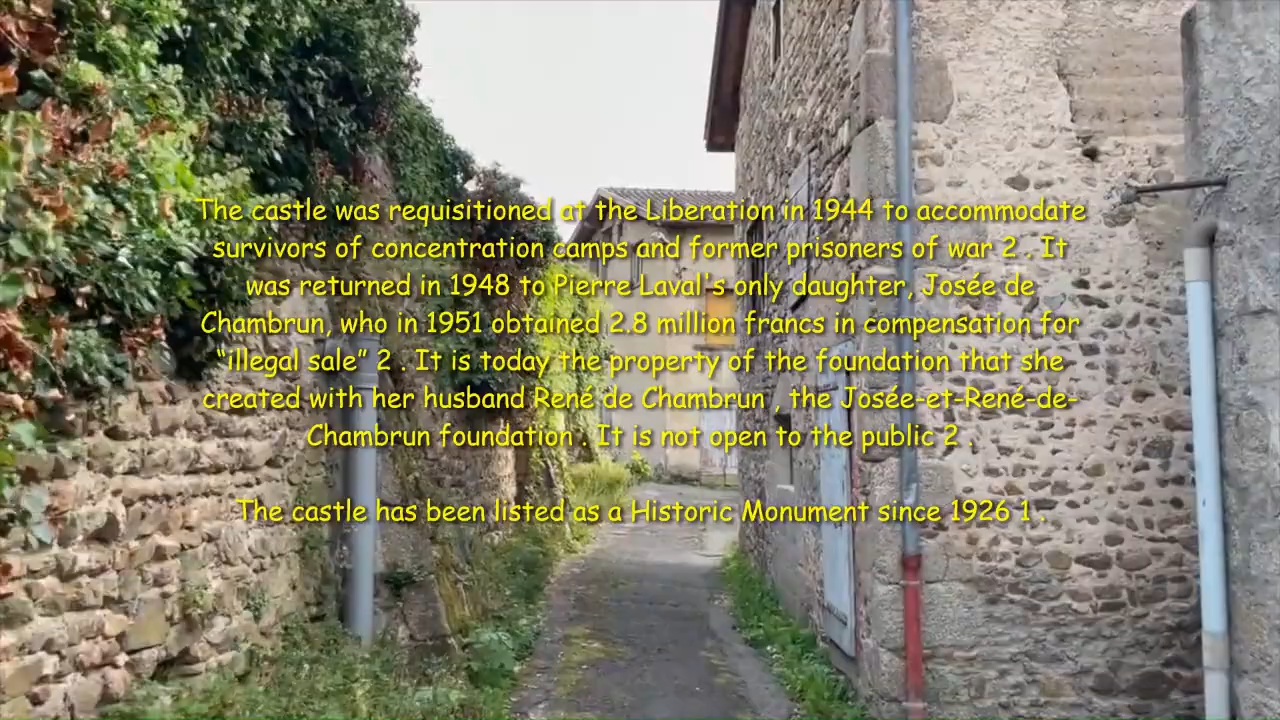 The castle was requisitioned at the Liberation in 1944 to accommodate
survivors of concentration camps and former prisoners of war 2 . It
was returned in 1948 to Pierre Laval's only daughter, Josée de
Chambrun, who in 1951 obtained 2.8 million francs in compensation for
“illegal sale” 2 . It is today the property of the foundation that she
created with her husband René de Chambrun , the Josée-et-René-de-
Chambrun foundation . It is not open to the public 2 .
The castle has been listed as a Historic Monument since 1926 1 .